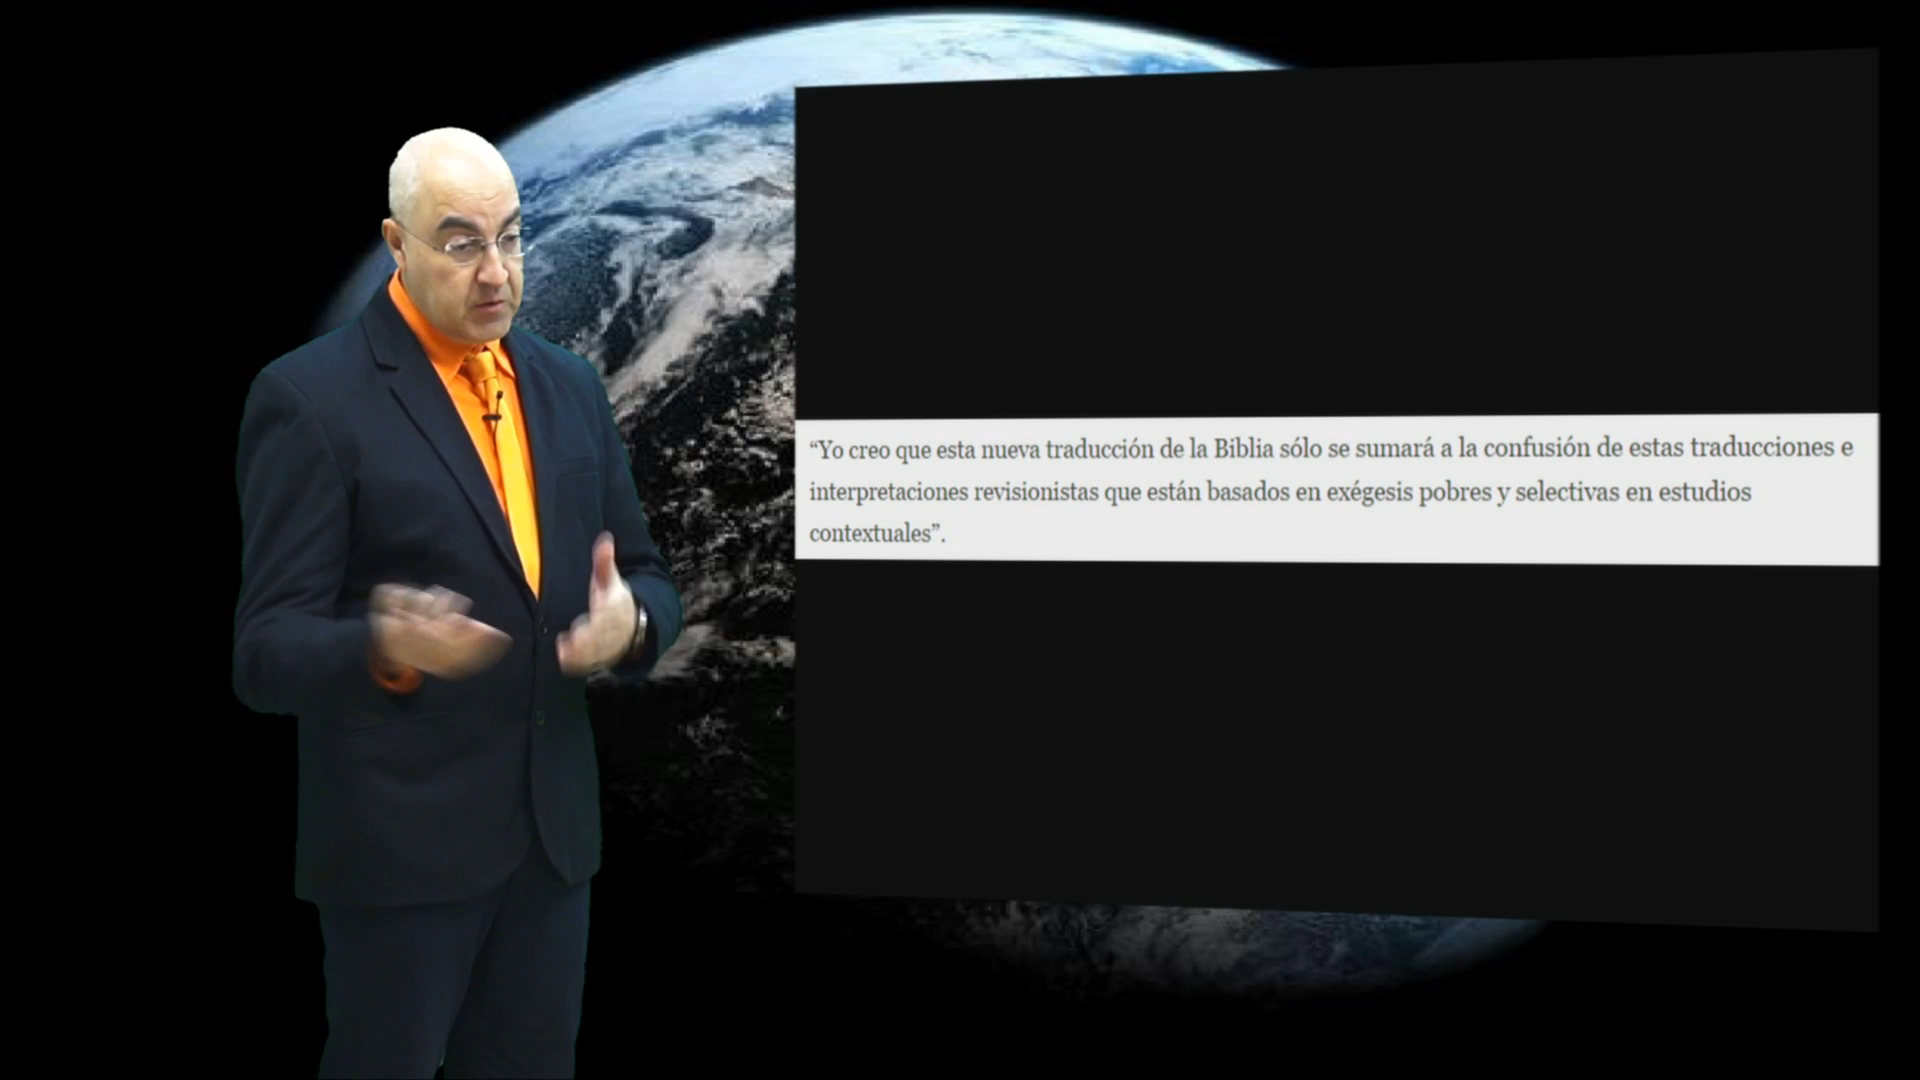 “Yo creo que esta nueva traducción de la Biblia sólo se sumará a la confusión de estas traducciones e
interpretaciones revisionistas que están basados en exégesis pobres y selectivas en estudios
contextuales”.